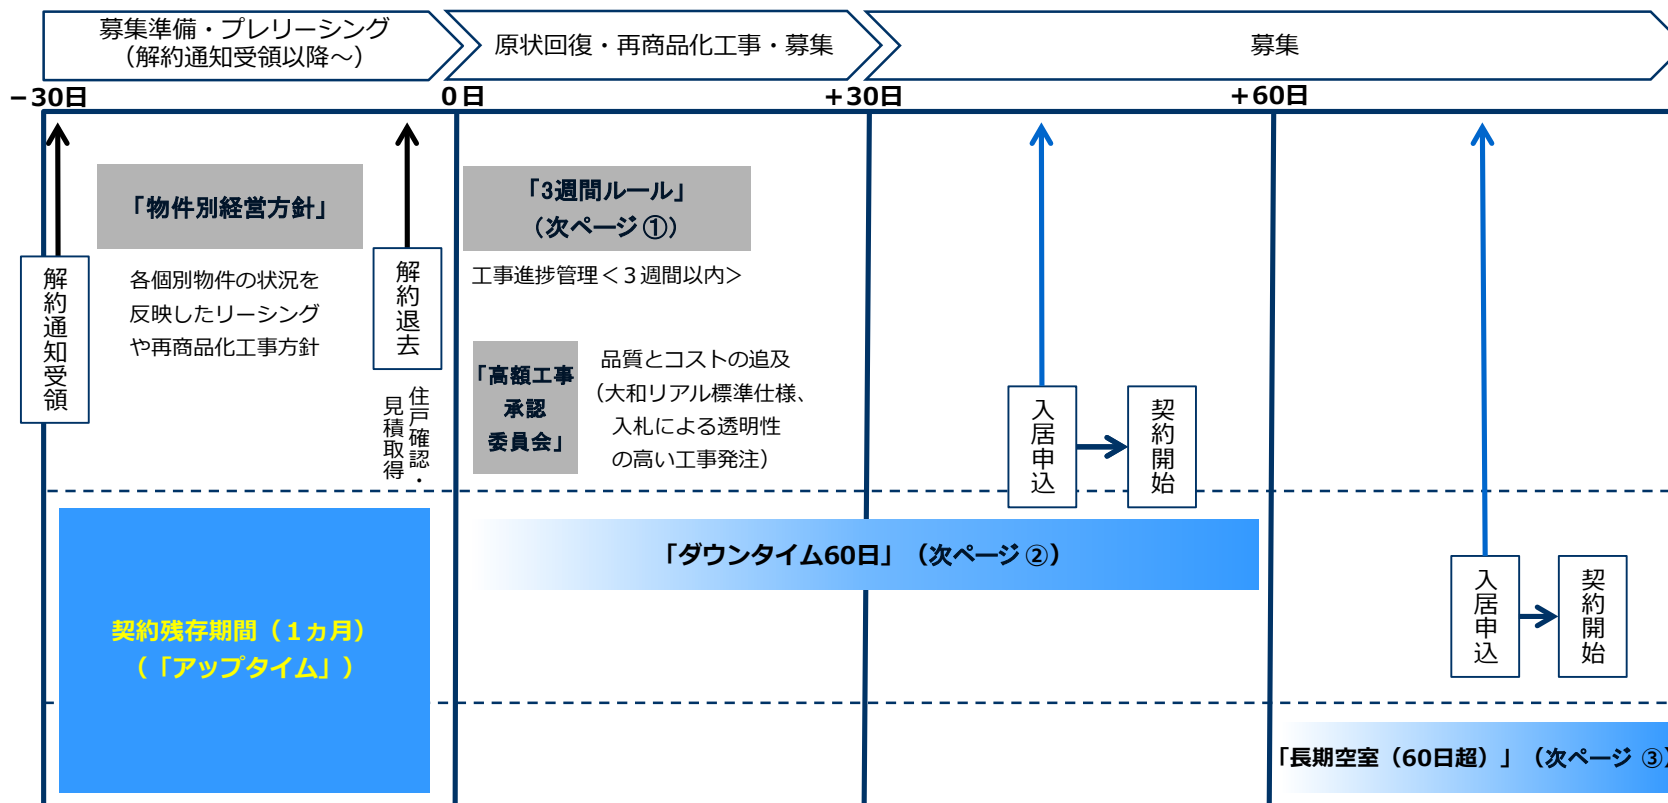 募集準備・プレリーシング
（解約通知受領以降～）
原状回復・再商品化工事・募集
募集
－30日
0日
＋30日
＋60日
「物件別経営方針」
各個別物件の状況を
反映したリーシング
や再商品化工事方針
解約通知受領
解約退去
住戸確認・
見積取得
「3週間ルール」
（次ページ ①）
工事進捗管理＜３週間以内＞
「高額工事
承認
委員会」
品質とコストの追及
（大和リアル標準仕様、
入札による透明性
の高い工事発注）
入居申込
契約開始
「ダウンタイム60日」（次ページ ②）
入居申込
契約開始
契約残存期間（１ヵ月）
（「アップタイム」）
「長期空室（60日超）」（次ページ ③）